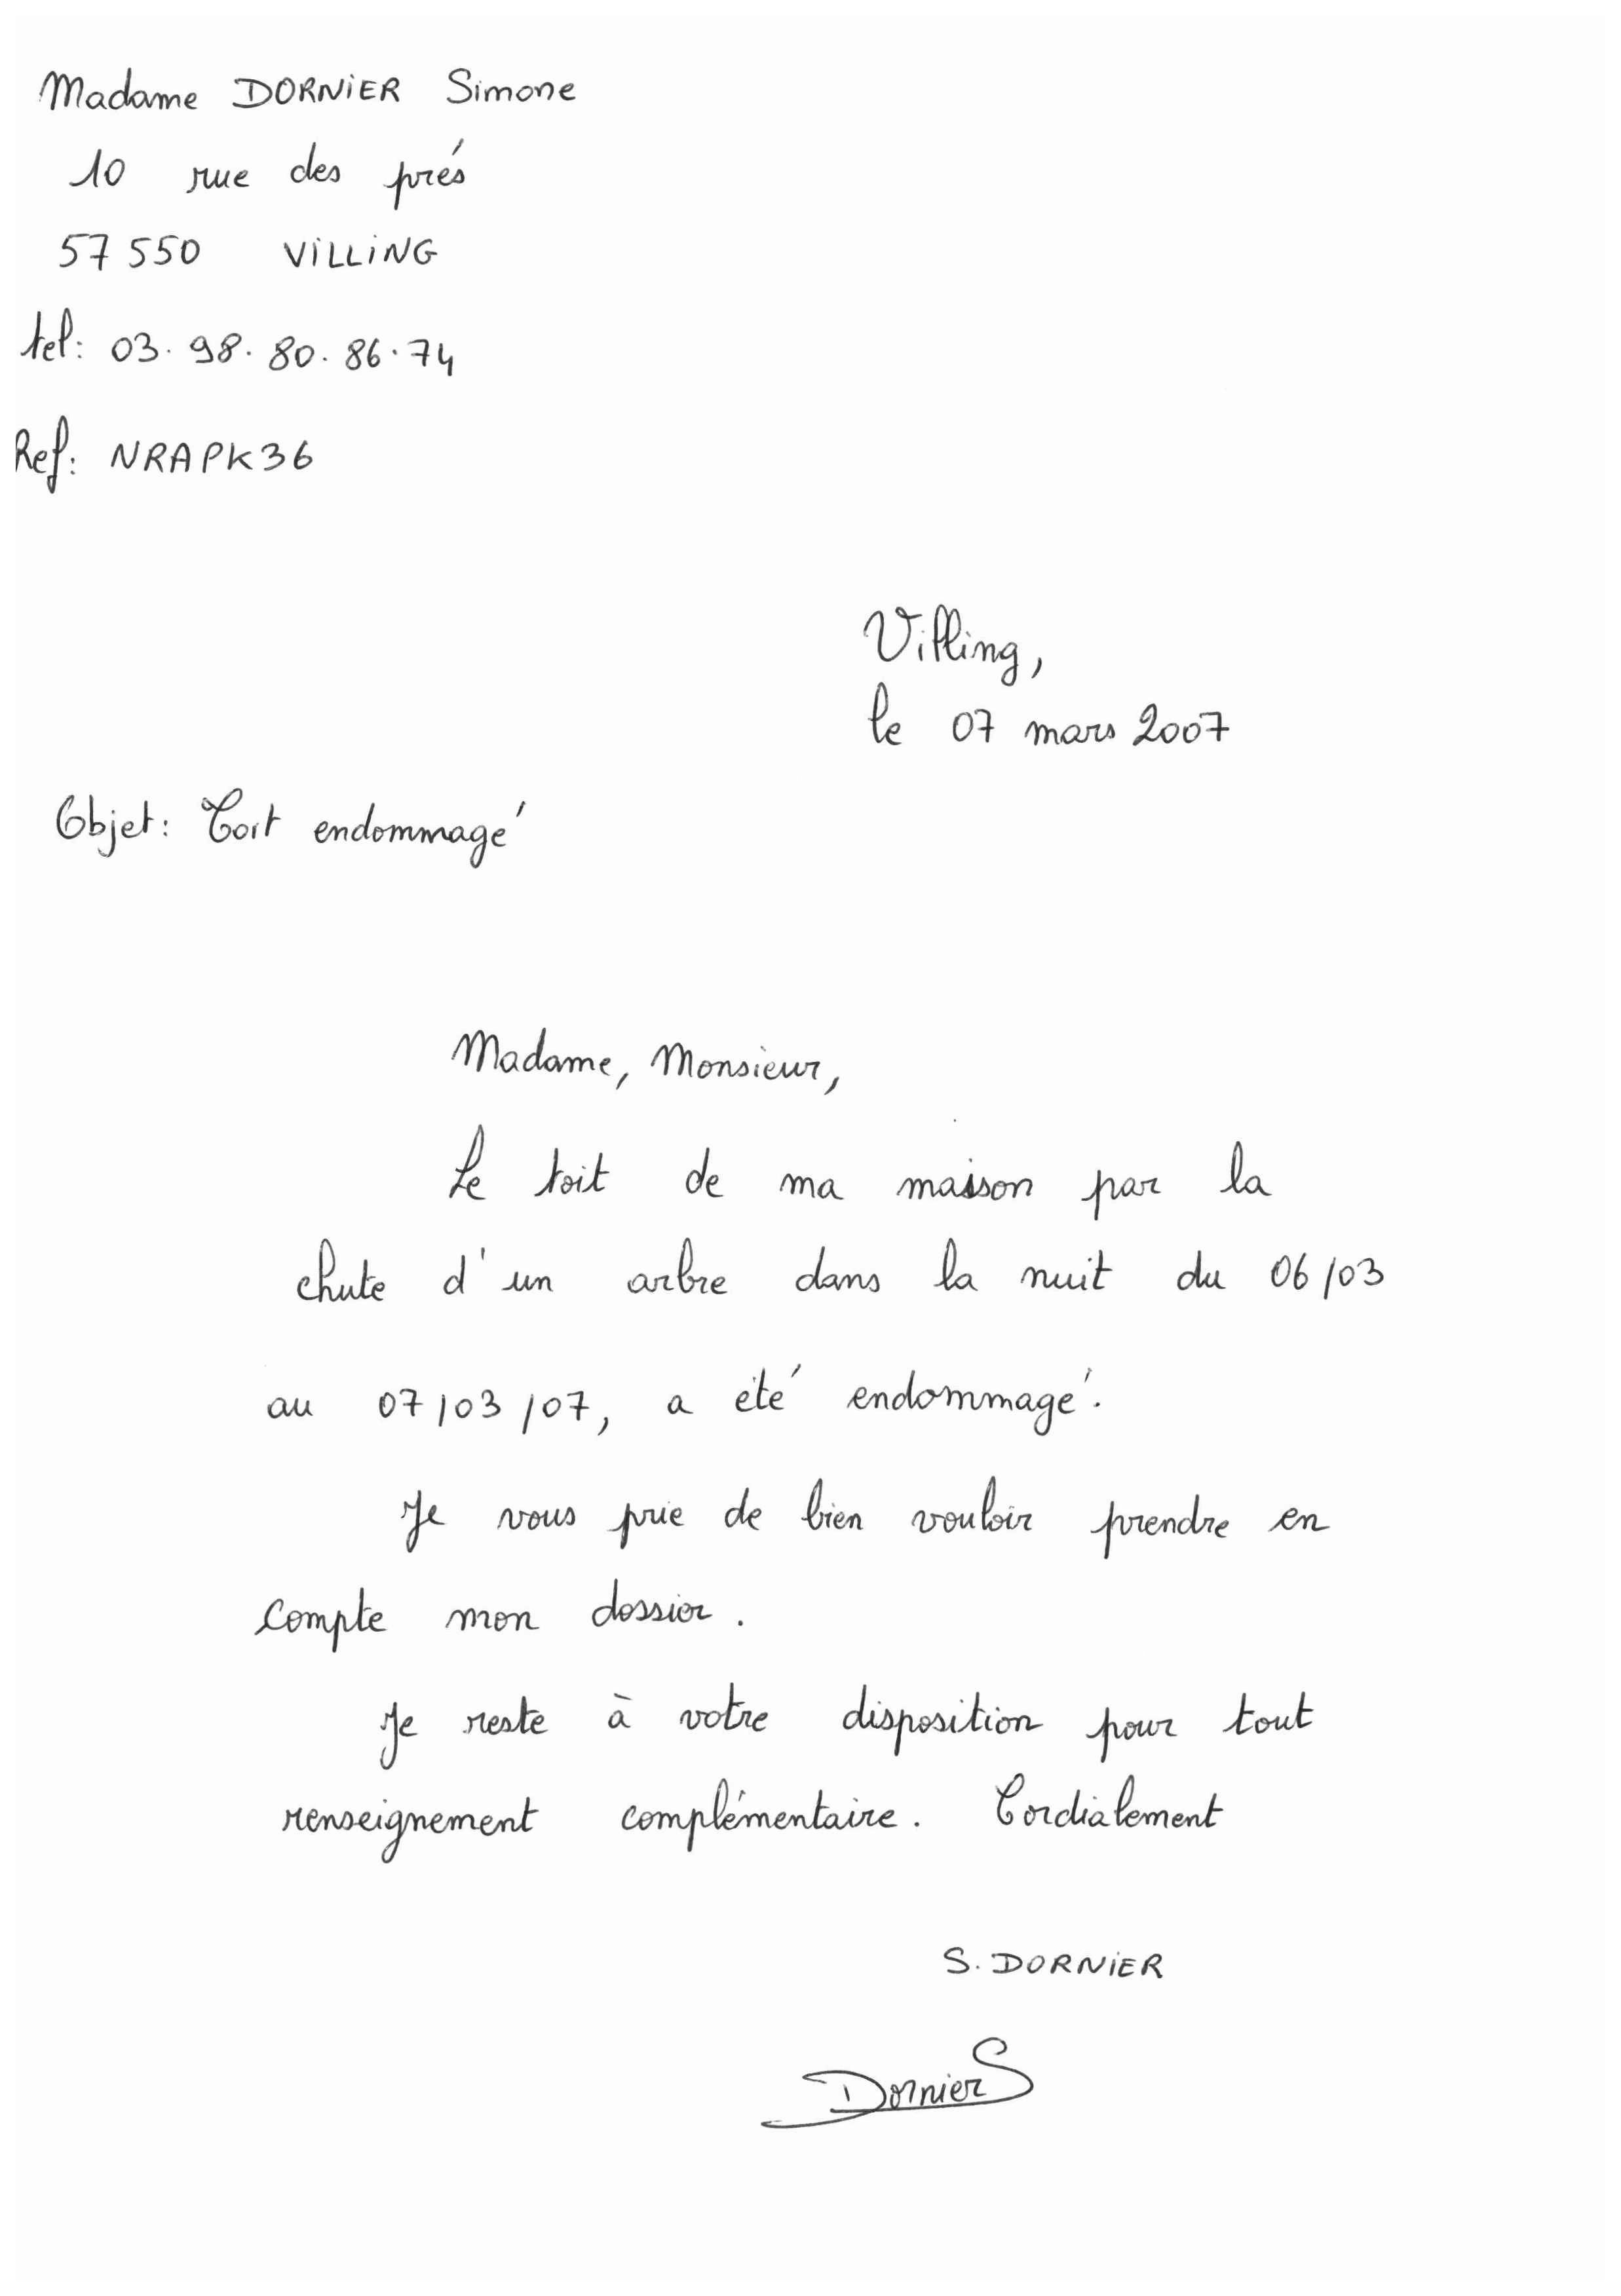 Madame DORNIER Simone
10 rue des prés
57550 VILLING
tel: 03.98.80.86.74
Ref: NRAPK36
Villing,
le 07 mars 2007
Objet: Toit endommagé
Madame, Monsieur,
Le toit de ma maison par la
chute d'un arbre dans la nuit du 06/03
au 07/03/07, a été endommagé.
Je vous prie de bien vouloir prendre en
compte mon dossier.
Je reste à votre disposition pour tout
renseignement complémentaire. Cordialement
S. DORNIER
Dornier S